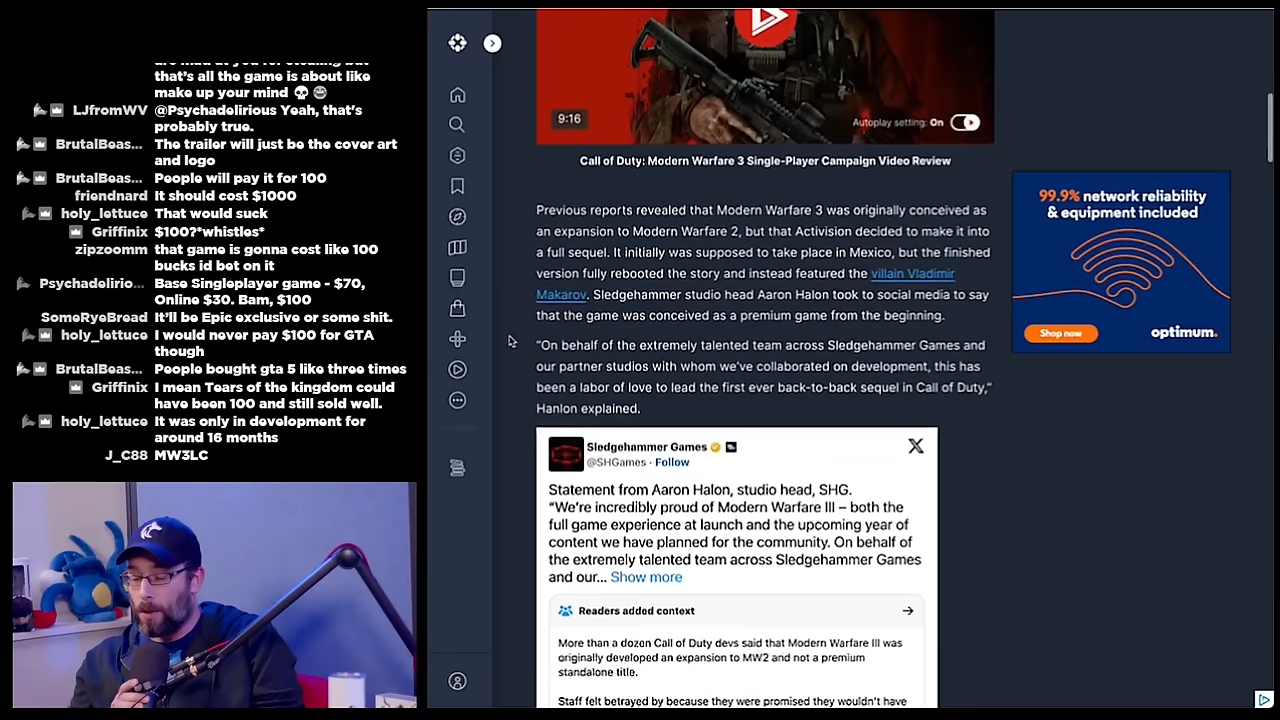 are mad at you for stealing but
that's all the game is about like
make up your mind 💀😂
LJfromWV @Psychadelirious Yeah, that's
probably true.
BrutalBeas... The trailer will just be the cover art
and logo
BrutalBeas... People will pay it for 100
friendnard It should cost $1000
holy_lettuce That would suck
Griffinix $100?*whistles*
zipzoomm that game is gonna cost like 100
bucks id bet on it
Psychadelirio... Base Singleplayer game - $70,
Online $30. Bam, $100
SomeRyeBread It'll be Epic exclusive or some shit.
holy_lettuce I would never pay $100 for GTA
though
BrutalBeas... People bought gta 5 like three times
Griffinix I mean Tears of the kingdom could
have been 100 and still sold well.
holy_lettuce It was only in development for
around 16 months
J_C88 MW3LC
9:16
Autoplay setting: On
Call of Duty: Modern Warfare 3 Single-Player Campaign Video Review
Previous reports revealed that Modern Warfare 3 was originally conceived as
an expansion to Modern Warfare 2, but that Activision decided to make it into
a full sequel. It initially was supposed to take place in Mexico, but the finished
version fully rebooted the story and instead featured the villain Vladimir
Makarov. Sledgehammer studio head Aaron Halon took to social media to say
that the game was conceived as a premium game from the beginning.
"On behalf of the extremely talented team across Sledgehammer Games and
our partner studios with whom we've collaborated on development, this has
been a labor of love to lead the first ever back-to-back sequel in Call of Duty,"
Hanlon explained.
Sledgehammer Games
@SHGames · Follow
Statement from Aaron Halon, studio head, SHG.
"We're incredibly proud of Modern Warfare III – both the
full game experience at launch and the upcoming year of
content we have planned for the community. On behalf of
the extremely talented team across Sledgehammer Games
and our... Show more
Readers added context
More than a dozen Call of Duty devs said that Modern Warfare III was
originally developed an expansion to MW2 and not a premium
standalone title.
Staff felt betrayed by because they were promised they wouldn't have
99.9% network reliability
& equipment included
Shop now
optimum.